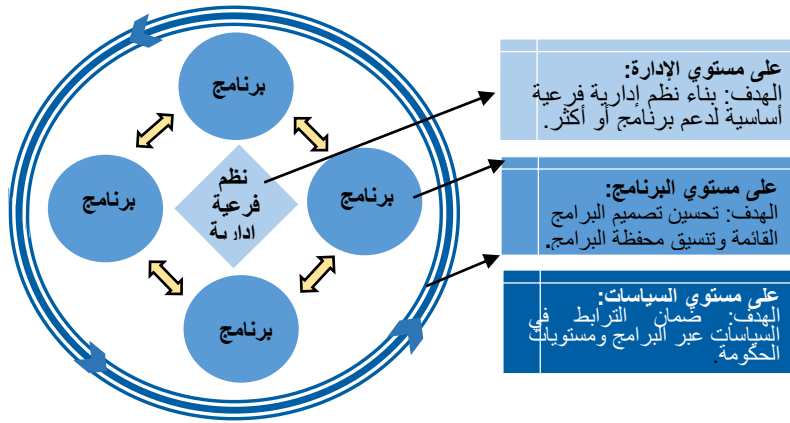 برنامج
برنامج
نظم
فرعية
ادارية
برنامج
برنامج
على مستوي الإدارة:
الهدف: بناء نظم إدارية فرعية
أساسية لدعم برنامج أو أكثر.
على مستوي البرنامج:
الهدف: تحسين تصميم البرامج
القائمة وتنسيق محفظة البرامج.
على مستوي السياسات:
الهدف: ضمان الترابط في
السياسات عبر البرامج ومستويات
الحكومة.